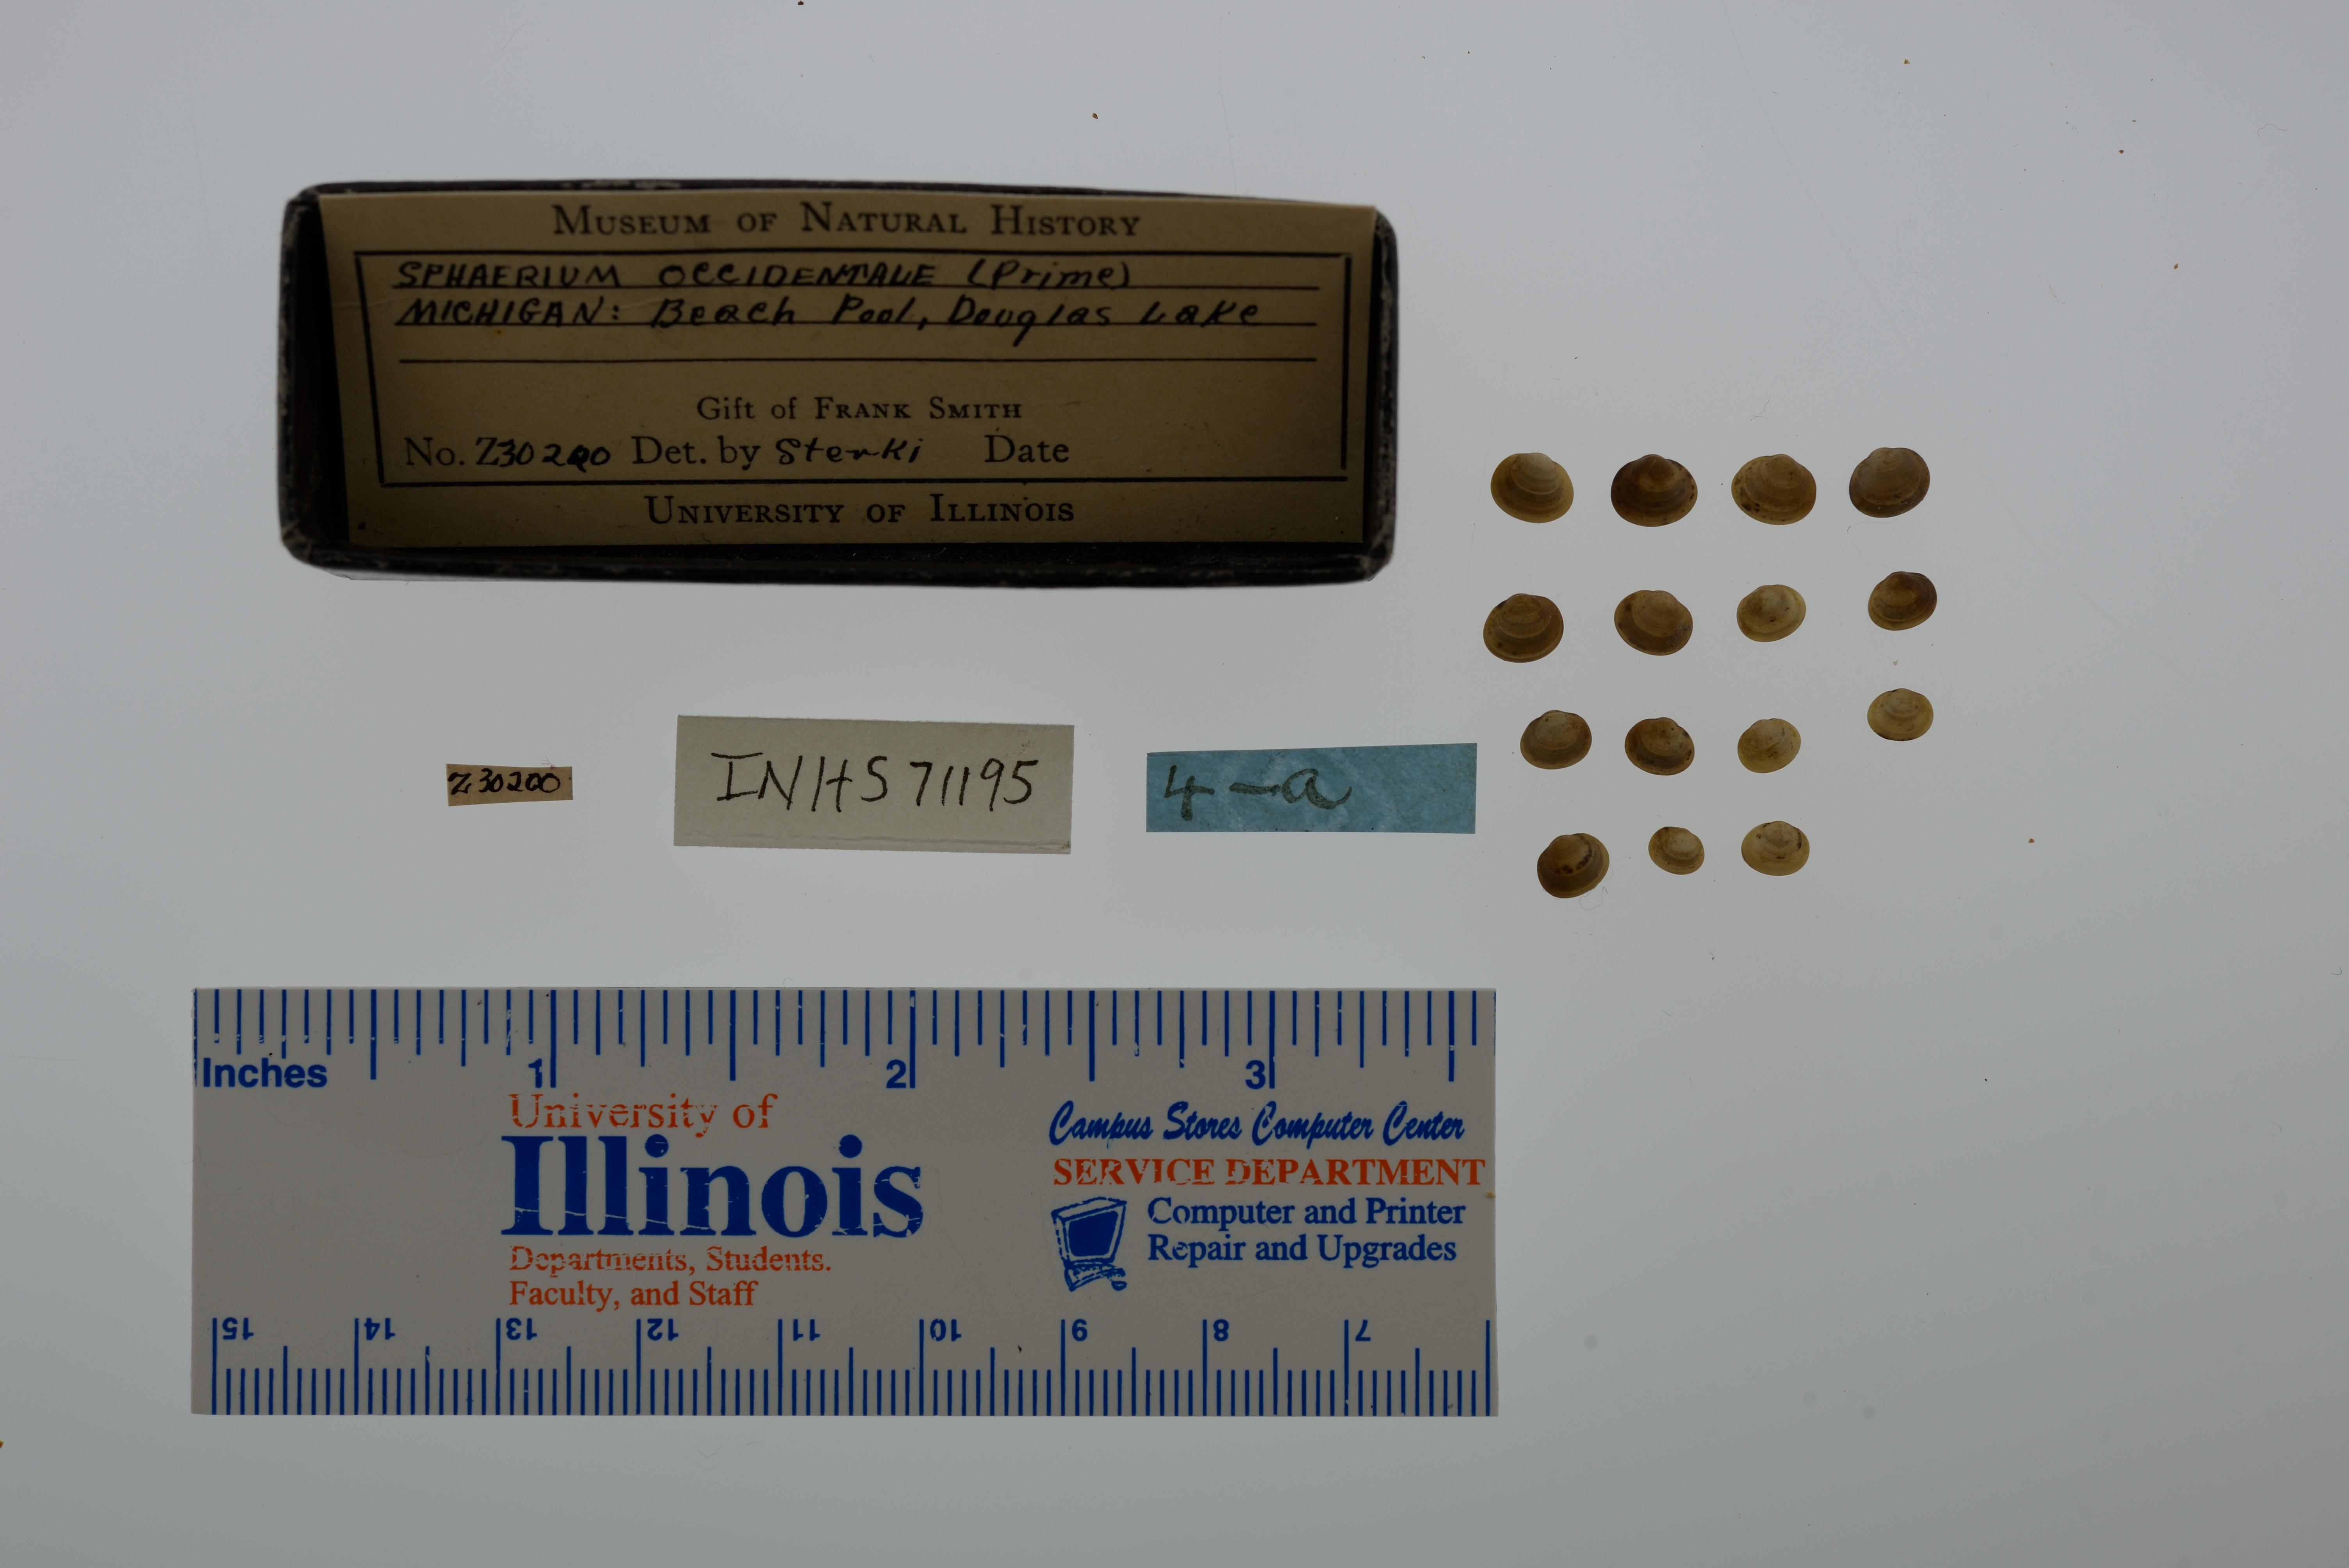 MUSEUM OF NATURAL HISTORY
SPHAERIUM OCCIDENTALE (Prime)
MICHIGAN: Beach Pool, Douglas Lake
Gift of FRANK SMITH
No. Z30200 Det. by Sterki Date
UNIVERSITY OF ILLINOIS
Z30200
INHS 71195
4-a
Inches 1 2 3
University of
Illinois
Departments, Students.
Faculty, and Staff
Campus Stores Computer Center
SERVICE DEPARTMENT
Computer and Printer
Repair and Upgrades
15 14 13 12 11 10 9 8 7